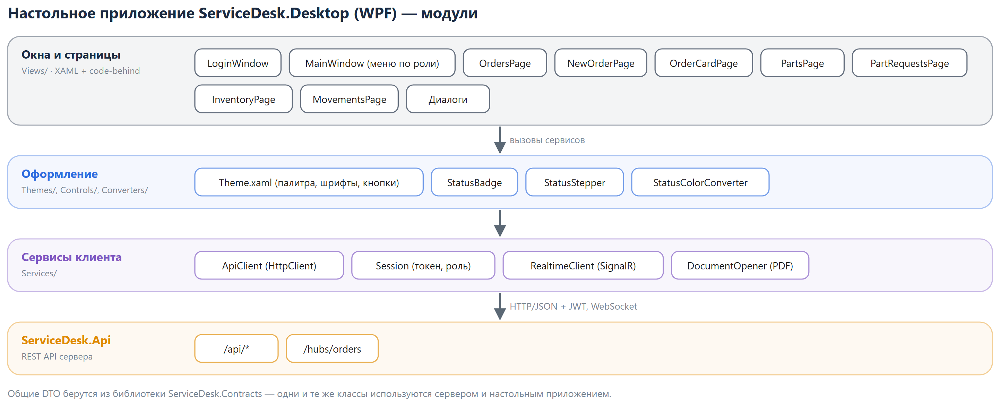 Настольное приложение ServiceDesk.Desktop (WPF) — модули
Окна и страницы
Views/ · XAML + code-behind
LoginWindow
MainWindow (меню по роли)
OrdersPage
NewOrderPage
OrderCardPage
PartsPage
PartRequestsPage
InventoryPage
MovementsPage
Диалоги
вызовы сервисов
Оформление
Themes/, Controls/, Converters/
Theme.xaml (палитра, шрифты, кнопки)
StatusBadge
StatusStepper
StatusColorConverter
Сервисы клиента
Services/
ApiClient (HttpClient)
Session (токен, роль)
RealtimeClient (SignalR)
DocumentOpener (PDF)
HTTP/JSON + JWT, WebSocket
ServiceDesk.Api
REST API сервера
/api/*
/hubs/orders
Общие DTO берутся из библиотеки ServiceDesk.Contracts — одни и те же классы используются сервером и настольным приложением.